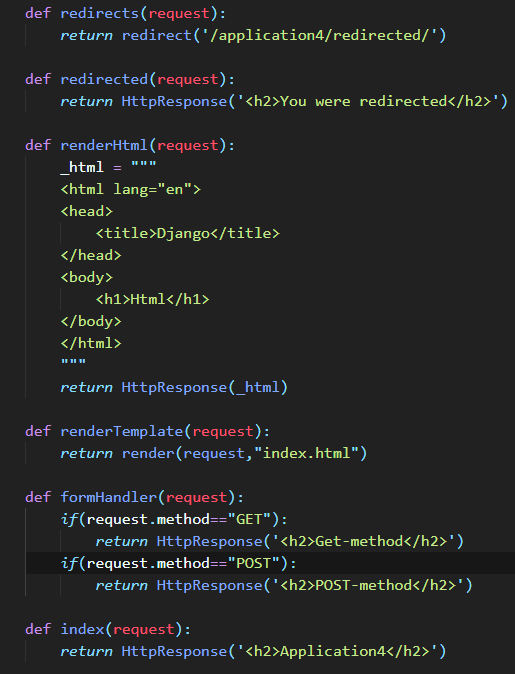 def redirects(request):
    return redirect('/application4/redirected/')
def redirected(request):
    return HttpResponse('<h2>You were redirected</h2>')
def renderHtml(request):
    _html = """
    <html lang="en">
    <head>
        <title>Django</title>
    </head>
    <body>
        <h1>Html</h1>
    </body>
    </html>
    """
    return HttpResponse(_html)
def renderTemplate(request):
    return render(request,"index.html")
def formHandler(request):
    if(request.method=="GET"):
        return HttpResponse('<h2>Get-method</h2>')
    if(request.method=="POST"):
        return HttpResponse('<h2>POST-method</h2>')
def index(request):
    return HttpResponse('<h2>Application4</h2>')